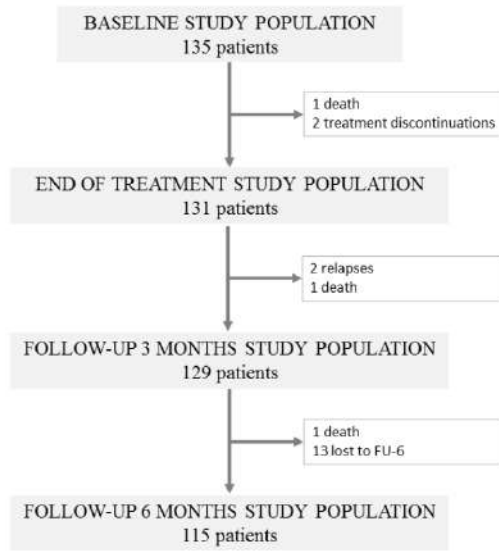 BASELINE STUDY POPULATION
135 patients
1 death
2 treatment discontinuations
END OF TREATMENT STUDY POPULATION
131 patients
2 relapses
1 death
FOLLOW-UP 3 MONTHS STUDY POPULATION
129 patients
1 death
13 lost to FU-6
FOLLOW-UP 6 MONTHS STUDY POPULATION
115 patients